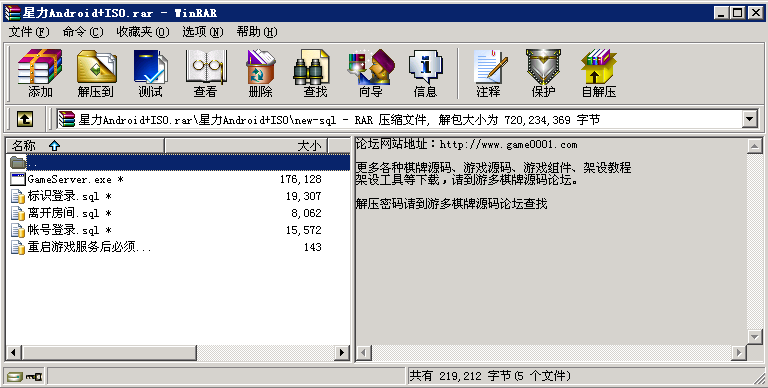 星力Android+ISO.rar - WinRAR
文件(F) 命令(C) 收藏夹(O) 选项(N) 帮助(H)
添加 解压到 测试 查看 删除 查找 向导 信息 注释 保护 自解压
星力Android+ISO.rar\星力Android+ISO\new-sql - RAR 压缩文件, 解包大小为 720,234,369 字节
名称 大小
..
GameServer.exe * 176,128
标识登录.sql * 19,307
离开房间.sql * 8,062
帐号登录.sql * 15,572
重启游戏服务后必须... 143
论坛网站地址：http://www.game0001.com
更多各种棋牌源码、游戏源码、游戏组件、架设教程
架设工具等下载，请到游多棋牌源码论坛。
解压密码请到游多棋牌源码论坛查找
共有 219,212 字节(5 个文件)